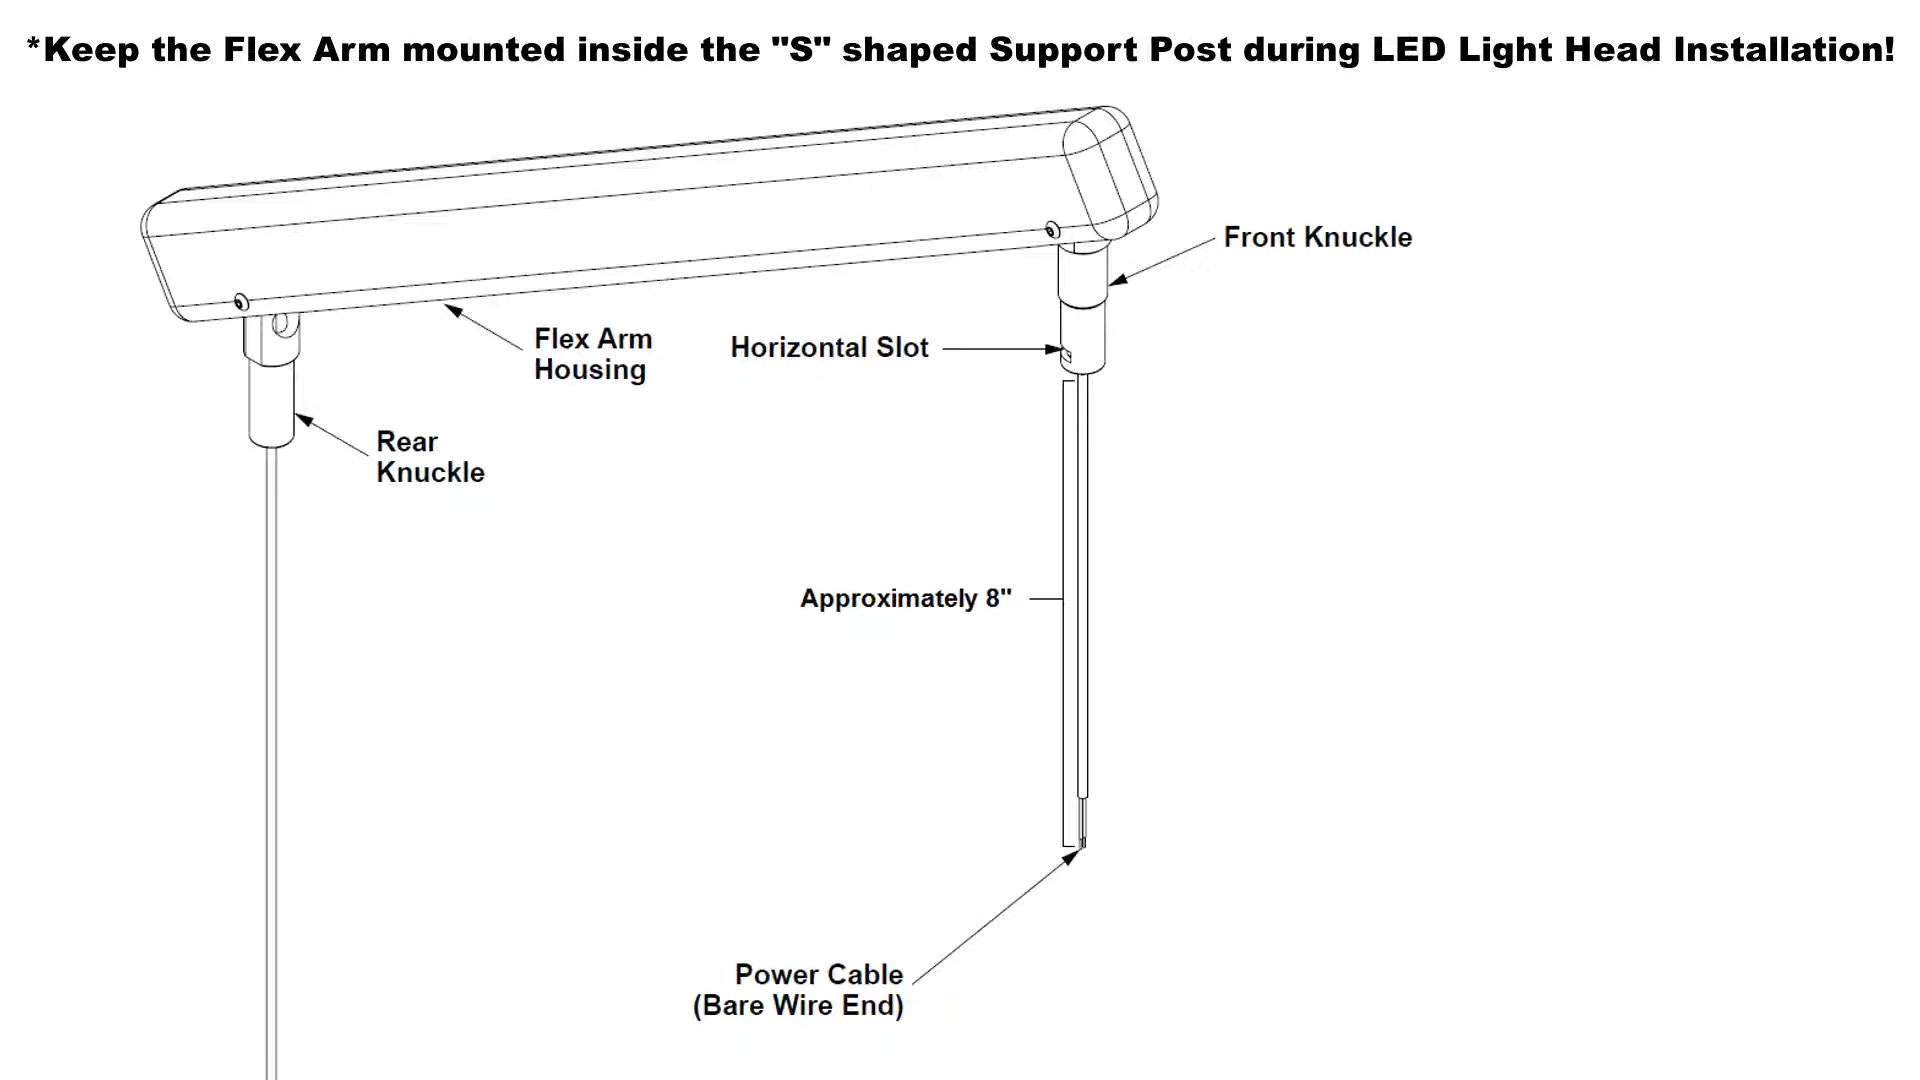 *Keep the Flex Arm mounted inside the "S" shaped Support Post during LED Light Head Installation!
Front Knuckle
Flex Arm
Housing
Horizontal Slot
Rear
Knuckle
Approximately 8"
Power Cable
(Bare Wire End)